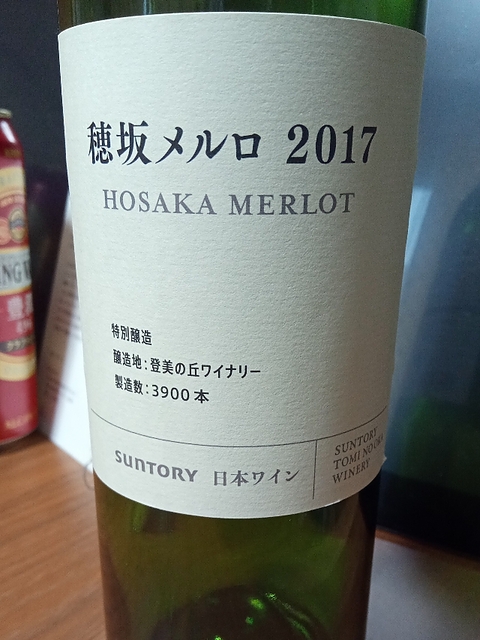 穂坂メルロ 2017
HOSAKA MERLOT
特別醸造
醸造地:登美の丘ワイナリー
製造数:3900本
SUNTORY 日本ワイン
SUNTORY
TOMI NO OKA
WINERY